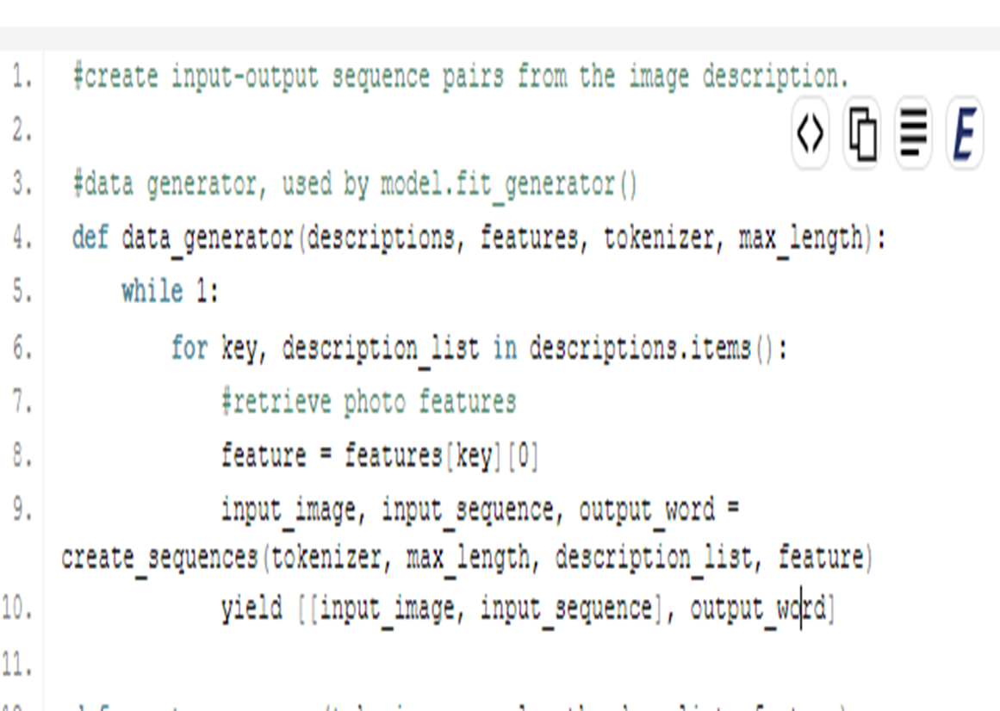 1. #create input-output sequence pairs from the image description.
2.
3. #data generator, used by model.fit_generator()
4. def data_generator(descriptions, features, tokenizer, max_length):
5. while 1:
6. for key, description_list in descriptions.items():
7. #retrieve photo features
8. feature = features[key][0]
9. input_image, input_sequence, output_word =
create_sequences(tokenizer, max_length, description_list, feature)
10. yield [[input_image, input_sequence], output_word]
11.
E